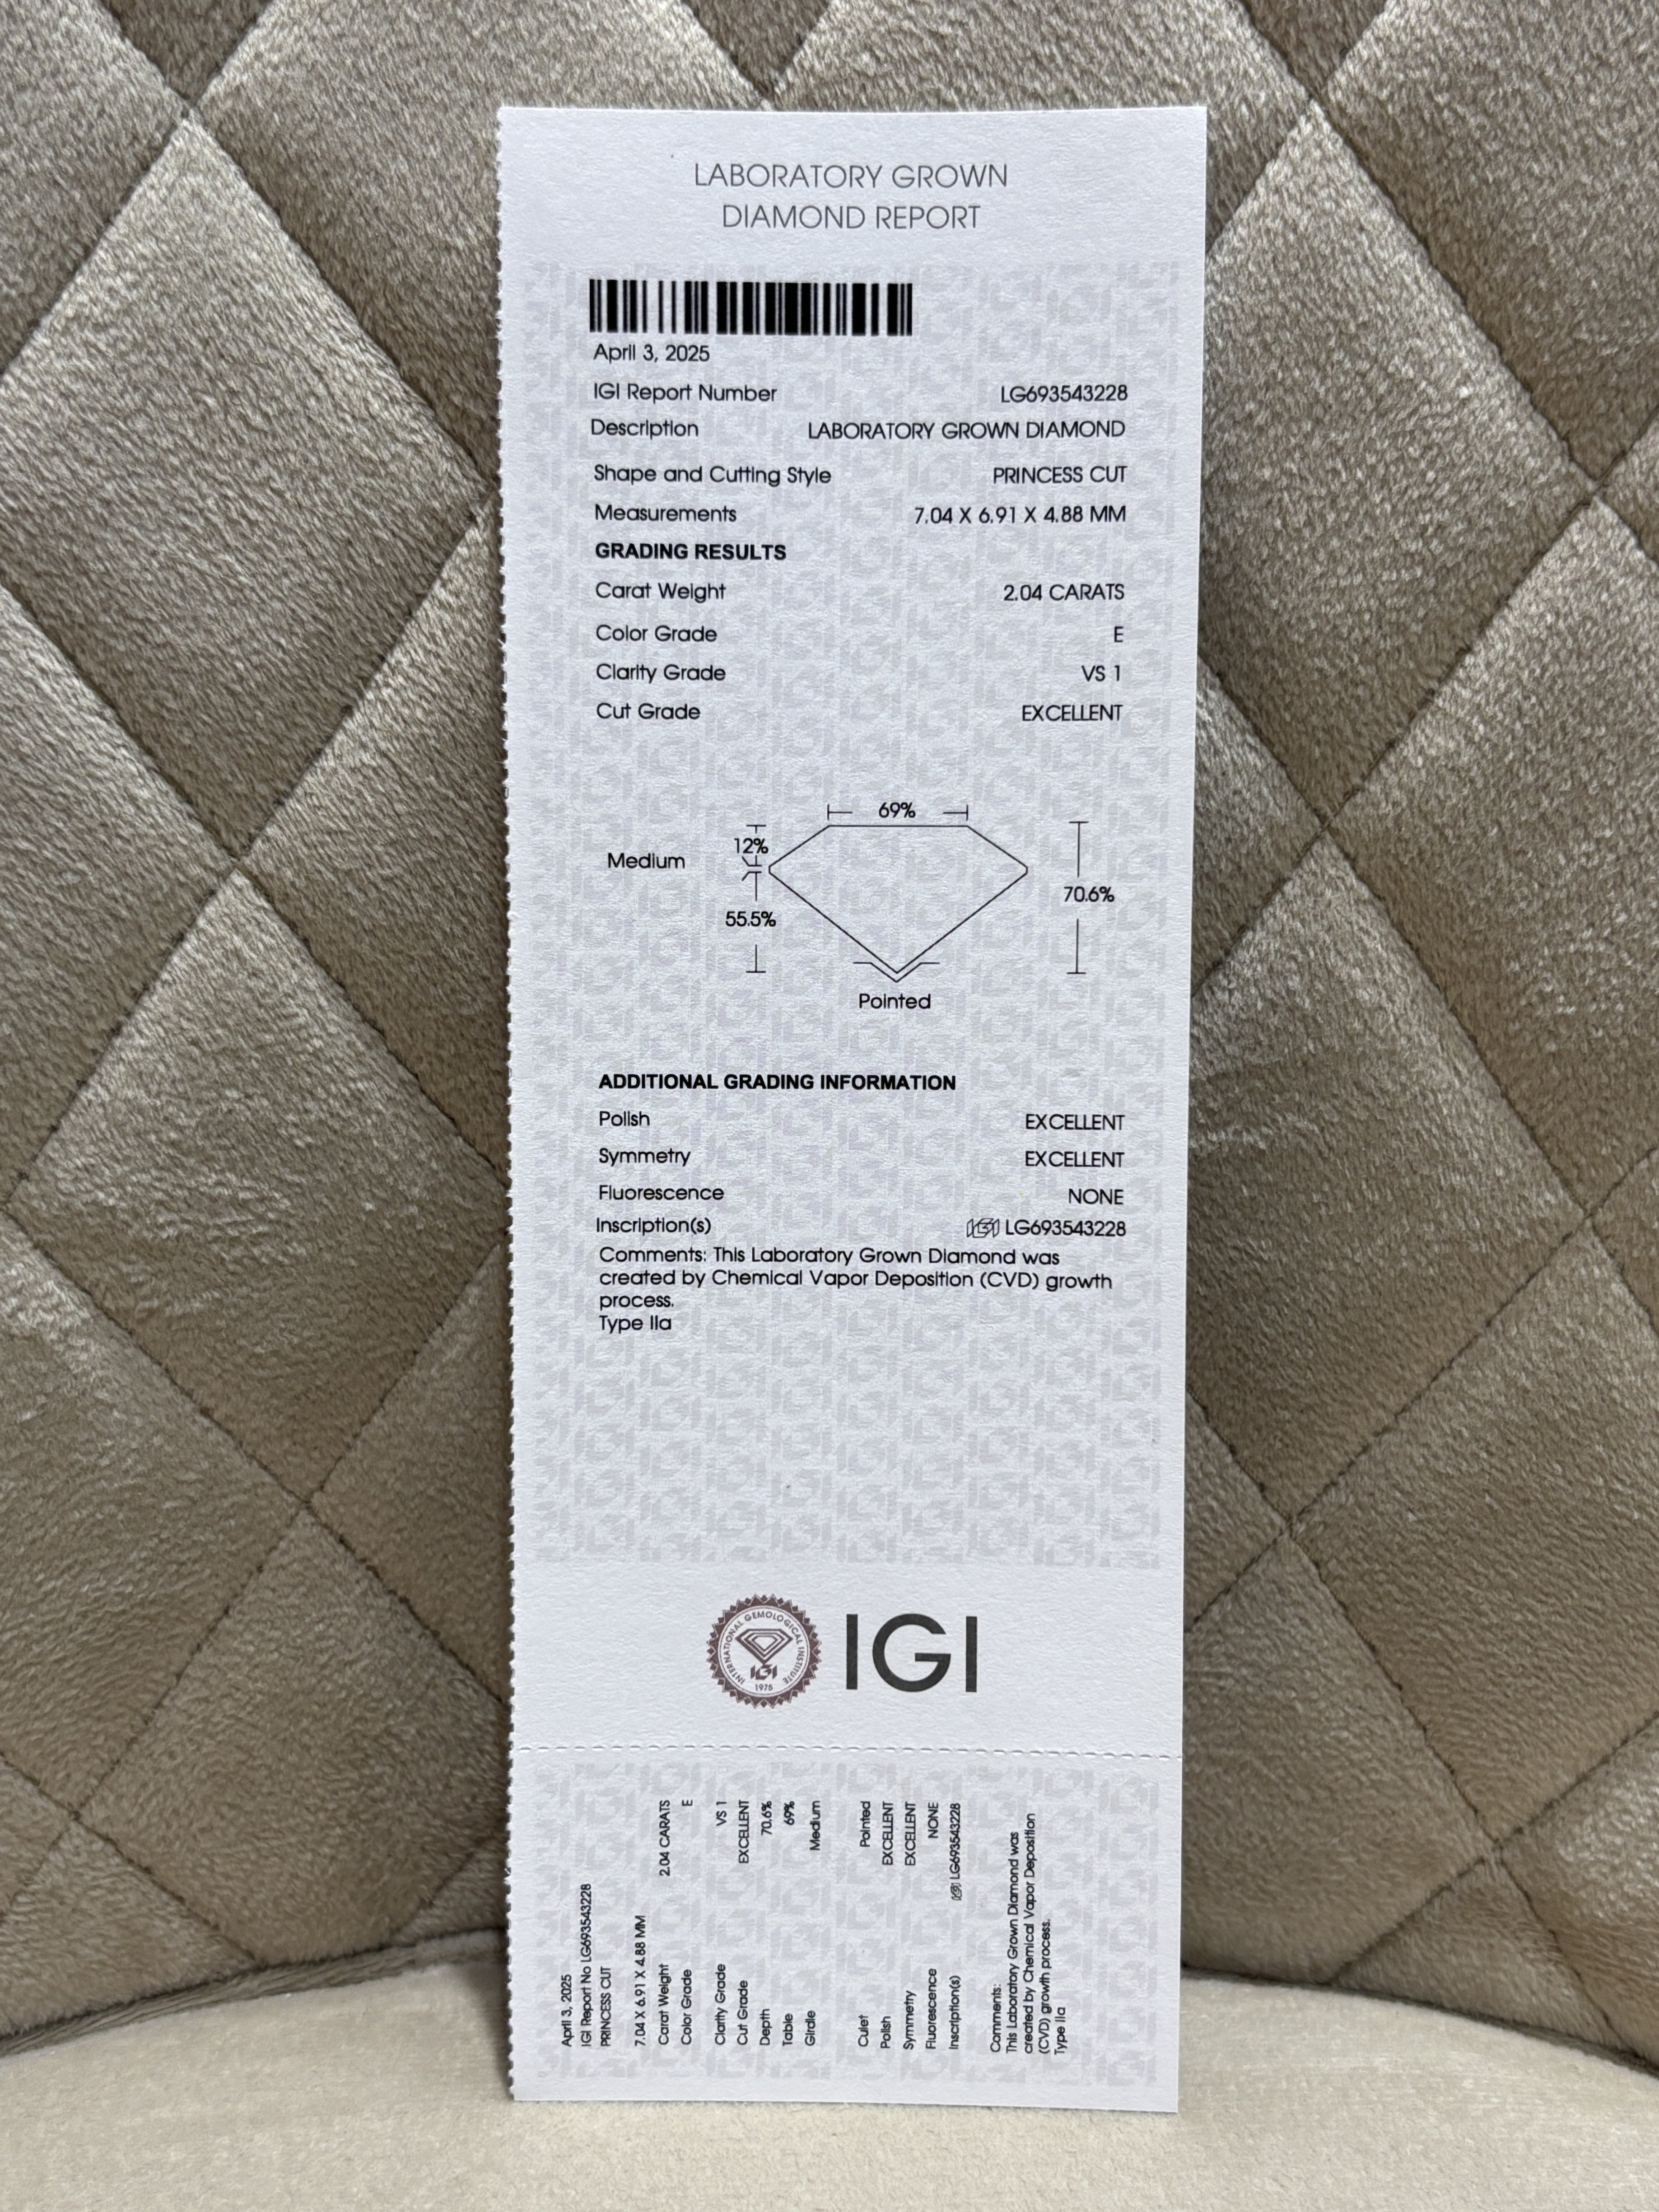 LABORATORY GROWN
DIAMOND REPORT
April 3, 2025
IGI Report Number LG693543228
Description LABORATORY GROWN DIAMOND
Shape and Cutting Style PRINCESS CUT
Measurements 7.04 X 6.91 X 4.88 MM
GRADING RESULTS
Carat Weight 2.04 CARATS
Color Grade E
Clarity Grade VS 1
Cut Grade EXCELLENT
69%
12%
Medium
70.6%
55.5%
Pointed
ADDITIONAL GRADING INFORMATION
Polish EXCELLENT
Symmetry EXCELLENT
Fluorescence NONE
Inscription(s) IGI LG693543228
Comments: This Laboratory Grown Diamond was
created by Chemical Vapor Deposition (CVD) growth
process.
Type IIa
INTERNATIONAL GEMOLOGICAL INSTITUTE
IGI
1975
IGI
April 3, 2025
IGI Report No LG693543228
PRINCESS CUT
7.04 X 6.91 X 4.88 MM
Carat Weight 2.04 CARATS
Color Grade E
Clarity Grade VS 1
Cut Grade EXCELLENT
Depth 70.6%
Table 69%
Girdle Medium
Culet Pointed
Polish EXCELLENT
Symmetry EXCELLENT
Fluorescence NONE
Inscription(s) IGI LG693543228
Comments:
This Laboratory Grown Diamond was
created by Chemical Vapor Deposition
(CVD) growth process.
Type IIa